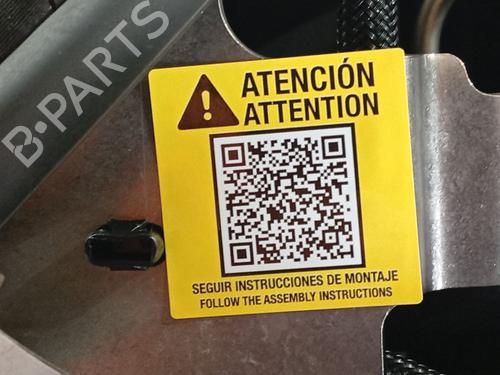 B-PARTS
ATENCIÓN
ATTENTION
SEGUIR INSTRUCCIONES DE MONTAJE
FOLLOW THE ASSEMBLY INSTRUCTIONS